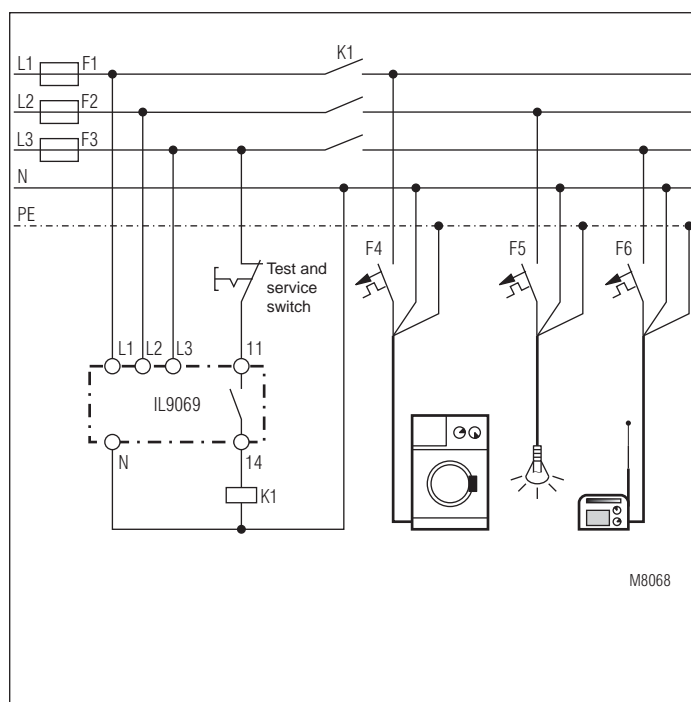 K1
L1 F1
L2 F2
L3 F3
N
PE
F4 F5 F6
Test and
service
switch
L1 L2 L3 11
IL9069
N 14
K1
M8068